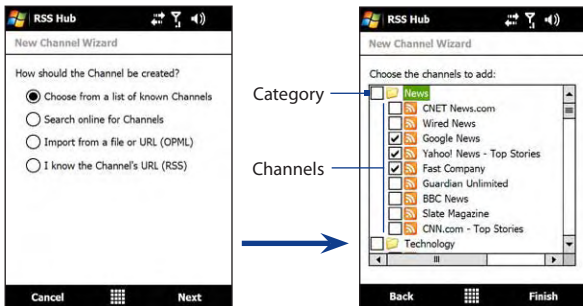 RSS Hub
New Channel Wizard
How should the Channel be created?
Choose from a list of known Channels
Search online for Channels
Import from a file or URL (OPML)
I know the Channel's URL (RSS)
Cancel
Next
Category
Channels
RSS Hub
New Channel Wizard
Choose the channels to add:
News
CNET News.com
Wired News
Google News
Yahoo! News - Top Stories
Fast Company
Guardian Unlimited
BBC News
Slate Magazine
CNN.com - Top Stories
Technology
Back
Finish